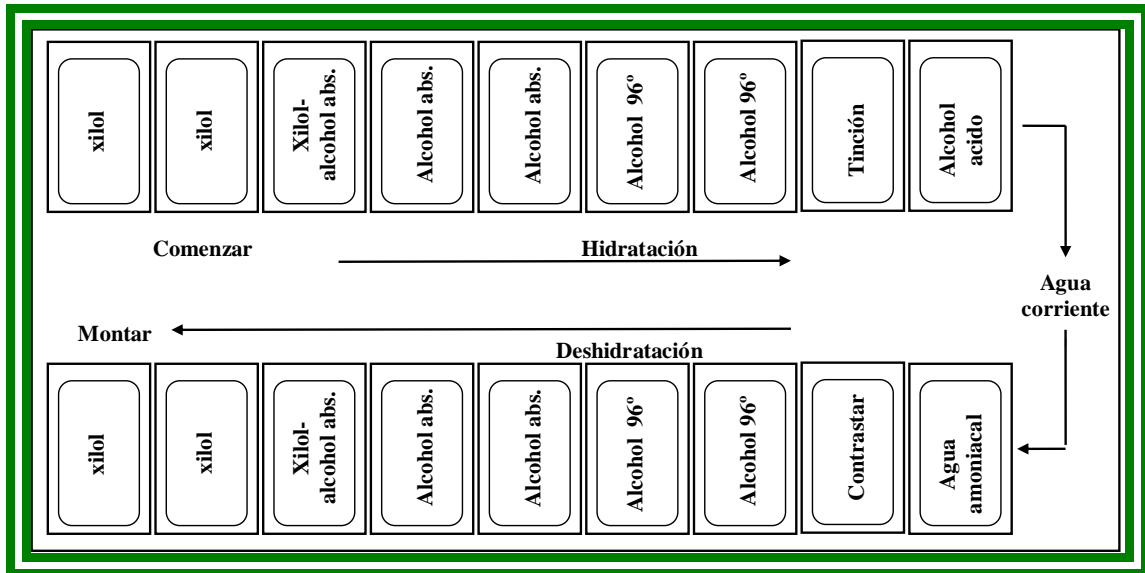 xilol
xilol
Xilol-
alcohol abs.
Alcohol abs.
Alcohol abs.
Alcohol 96º
Alcohol 96º
Tinción
Alcohol
acido
Comenzar
Hidratación
Agua
corriente
Montar
Deshidratación
xilol
xilol
Xilol-
alcohol abs.
Alcohol abs.
Alcohol abs.
Alcohol 96º
Alcohol 96º
Contrastar
Agua
amoniacal